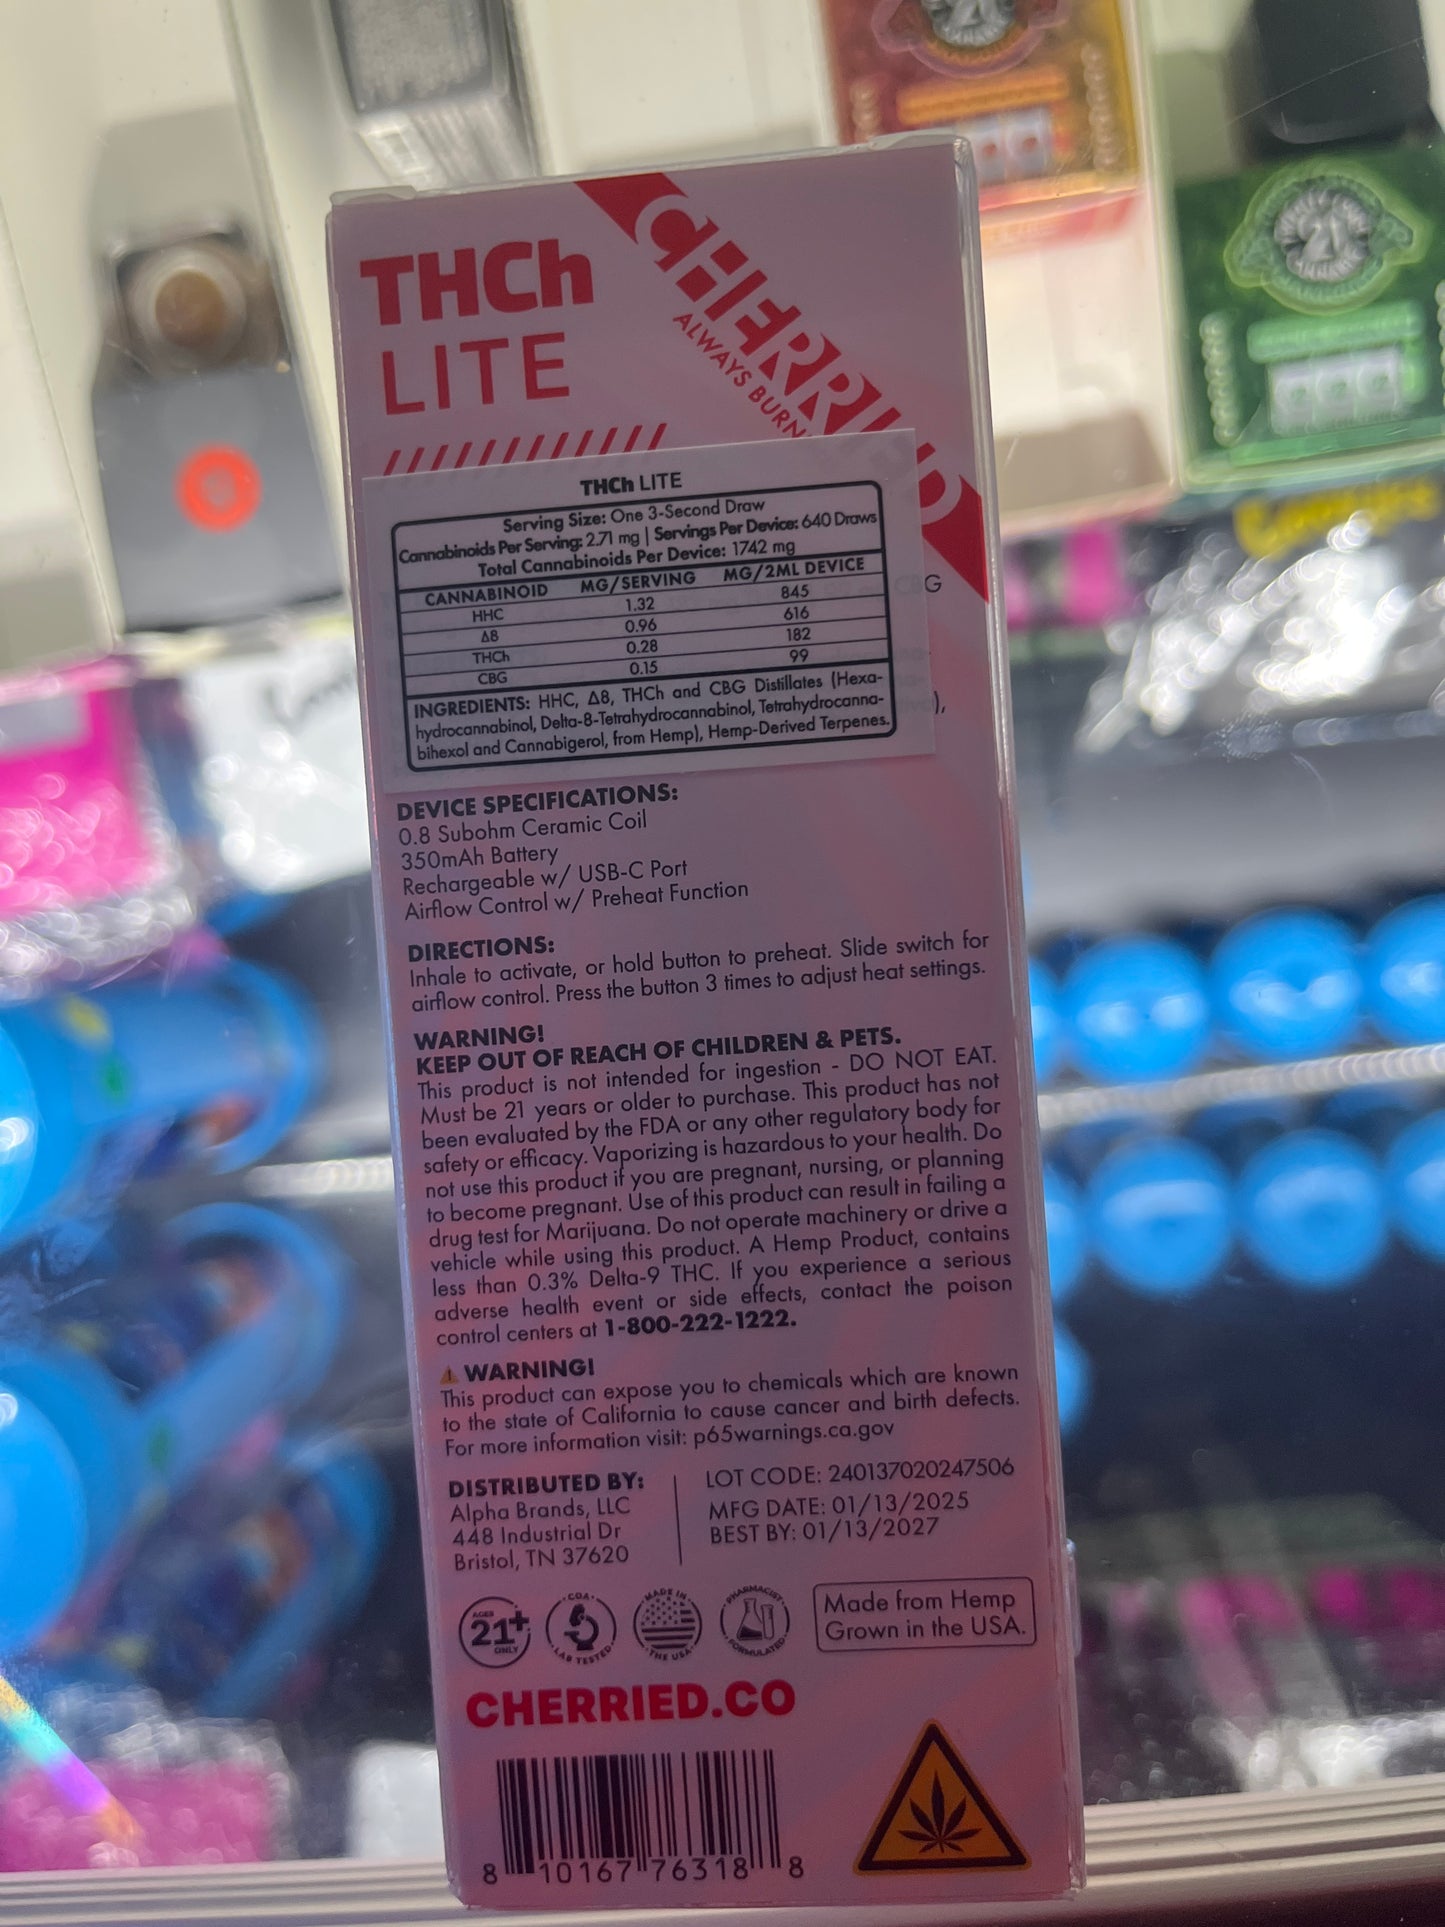 THCh
LITE
CHERRIED
ALWAYS BURN
THCh LITE
Serving Size: One 3-Second Draw
Cannabinoids Per Serving: 2.71 mg | Servings Per Device: 640 Draws
Total Cannabinoids Per Device: 1742 mg
CANNABINOID MG/SERVING MG/2ML DEVICE
HHC 1.32 845
Δ8 0.96 616
THCh 0.28 182
CBG 0.15 99
INGREDIENTS: HHC, Δ8, THCh and CBG Distillates (Hexa-
hydrocannabinol, Delta-8-Tetrahydrocannabinol, Tetrahydrocanna-
bihexol and Cannabigerol, from Hemp), Hemp-Derived Terpenes.
DEVICE SPECIFICATIONS:
0.8 Subohm Ceramic Coil
350mAh Battery
Rechargeable w/ USB-C Port
Airflow Control w/ Preheat Function
DIRECTIONS:
Inhale to activate, or hold button to preheat. Slide switch for
airflow control. Press the button 3 times to adjust heat settings.
WARNING!
KEEP OUT OF REACH OF CHILDREN & PETS.
This product is not intended for ingestion - DO NOT EAT.
Must be 21 years or older to purchase. This product has not
been evaluated by the FDA or any other regulatory body for
safety or efficacy. Vaporizing is hazardous to your health. Do
not use this product if you are pregnant, nursing, or planning
to become pregnant. Use of this product can result in failing a
drug test for Marijuana. Do not operate machinery or drive a
vehicle while using this product. A Hemp Product, contains
less than 0.3% Delta-9 THC. If you experience a serious
adverse health event or side effects, contact the poison
control centers at 1-800-222-1222.
WARNING!
This product can expose you to chemicals which are known
to the state of California to cause cancer and birth defects.
For more information visit: p65warnings.ca.gov
DISTRIBUTED BY:
Alpha Brands, LLC
448 Industrial Dr
Bristol, TN 37620
LOT CODE: 240137020247506
MFG DATE: 01/13/2025
BEST BY: 01/13/2027
AGES 21+ ONLY
COA LAB TESTED
MADE IN THE USA
PHARMACIST FORMULATED
Made from Hemp
Grown in the USA.
CHERRIED.CO
8 10167 76318 8